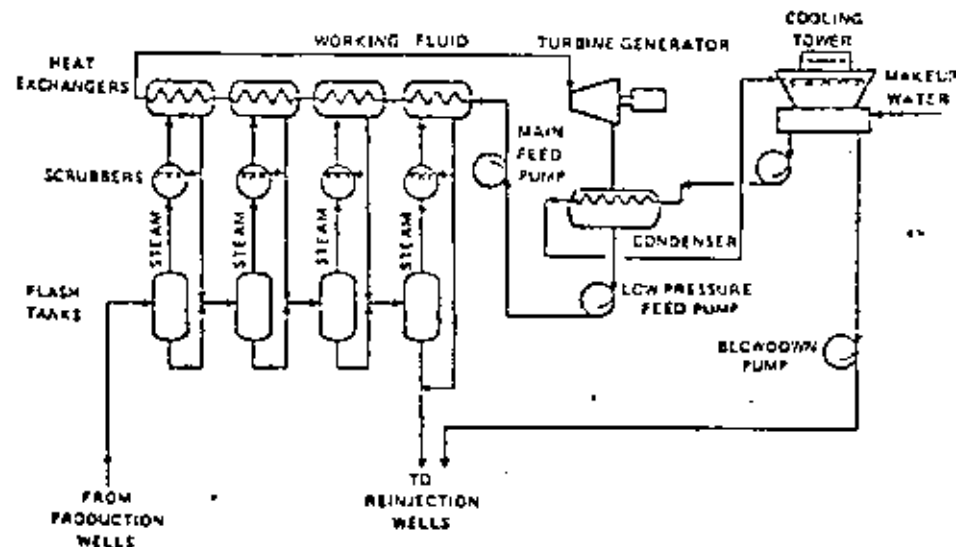 COOLING
TOWER
WORKING FLUID
TURBINE GENERATOR
HEAT
EXCHANGERS
MAKEUP
WATER
MAIN
FEED
PUMP
SCRUBBERS
STEAM
STEAM
STEAM
STEAM
CONDENSER
FLASH
TANKS
LOW PRESSURE
FEED PUMP
BLOWDOWN
PUMP
FROM
PRODUCTION
WELLS
TO
REINJECTION
WELLS